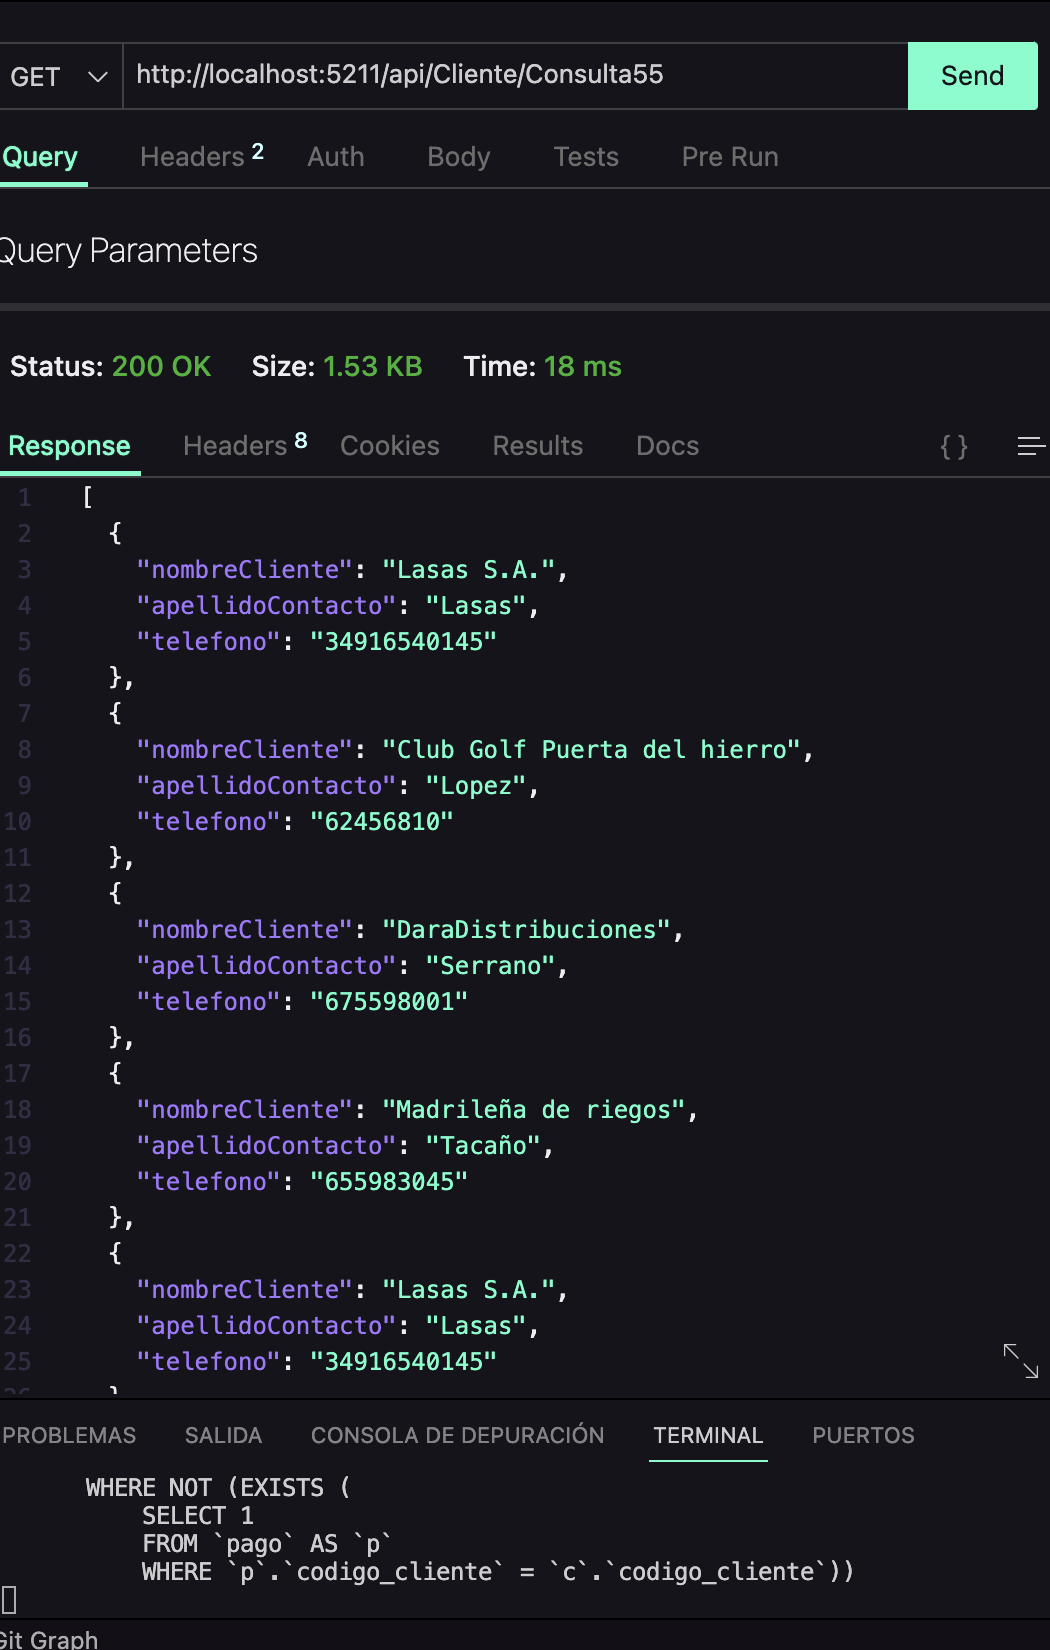 GET http://localhost:5211/api/Cliente/Consulta55 Send
Query Headers 2 Auth Body Tests Pre Run
Query Parameters
Status: 200 OK Size: 1.53 KB Time: 18 ms
Response Headers 8 Cookies Results Docs { }
1 [
2 {
3 "nombreCliente": "Lasas S.A.",
4 "apellidoContacto": "Lasas",
5 "telefono": "34916540145"
6 },
7 {
8 "nombreCliente": "Club Golf Puerta del hierro",
9 "apellidoContacto": "Lopez",
10 "telefono": "62456810"
11 },
12 {
13 "nombreCliente": "DaraDistribuciones",
14 "apellidoContacto": "Serrano",
15 "telefono": "675598001"
16 },
17 {
18 "nombreCliente": "Madrileña de riegos",
19 "apellidoContacto": "Tacaño",
20 "telefono": "655983045"
21 },
22 {
23 "nombreCliente": "Lasas S.A.",
24 "apellidoContacto": "Lasas",
25 "telefono": "34916540145"
PROBLEMAS SALIDA CONSOLA DE DEPURACIÓN TERMINAL PUERTOS
WHERE NOT (EXISTS (
SELECT 1
FROM `pago` AS `p`
WHERE `p`.`codigo_cliente` = `c`.`codigo_cliente`))
Git Graph